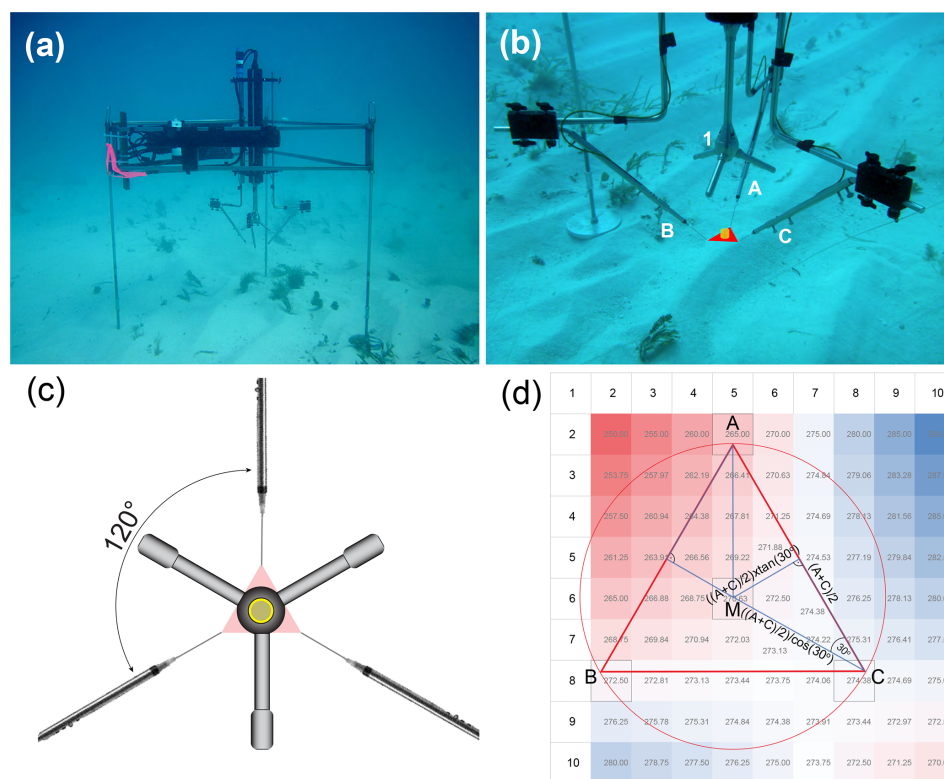 (a)
(b)
1
A
B
C
(c)
120°
(d)
1 2 3 4 5 6 7 8 9 10
2 250.00 255.00 260.00 265.00 270.00 275.00 280.00 285.00
A
3 253.75 257.97 262.19 266.41 270.63 274.84 279.06 283.28
4 257.50 260.94 264.38 267.81 271.25 274.69 278.13 281.56
271.88
5 261.25 266.56 269.22 274.53 277.19 279.84
((A+C)/2)xtan(30°)
(A+C)/2
6 265.00 266.88 268.75 272.50 276.25 278.13
274.38
M
((A+C)/2)/cos(30°)
7 268.75 269.84 270.94 272.03 274.22 275.31 276.41
273.13
30°
B
C
8 272.50 272.81 273.13 273.44 273.75 274.06 274.38 274.69
9 276.25 275.78 275.31 274.84 274.38 273.91 273.44 272.97
10 280.00 278.75 277.50 276.25 275.00 273.75 272.50 271.25